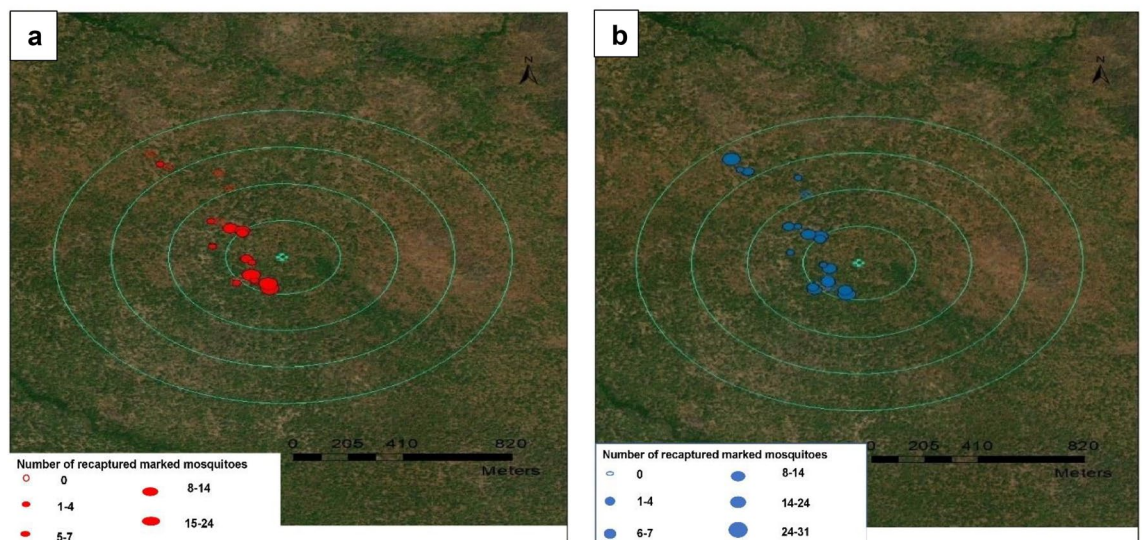 a
N
0 205 410 820
Meters
Number of recaptured marked mosquitoes
0
8-14
1-4
15-24
5-7
b
N
0 205 410 820
Meters
Number of recaptured marked mosquitoes
0
8-14
1-4
14-24
6-7
24-31